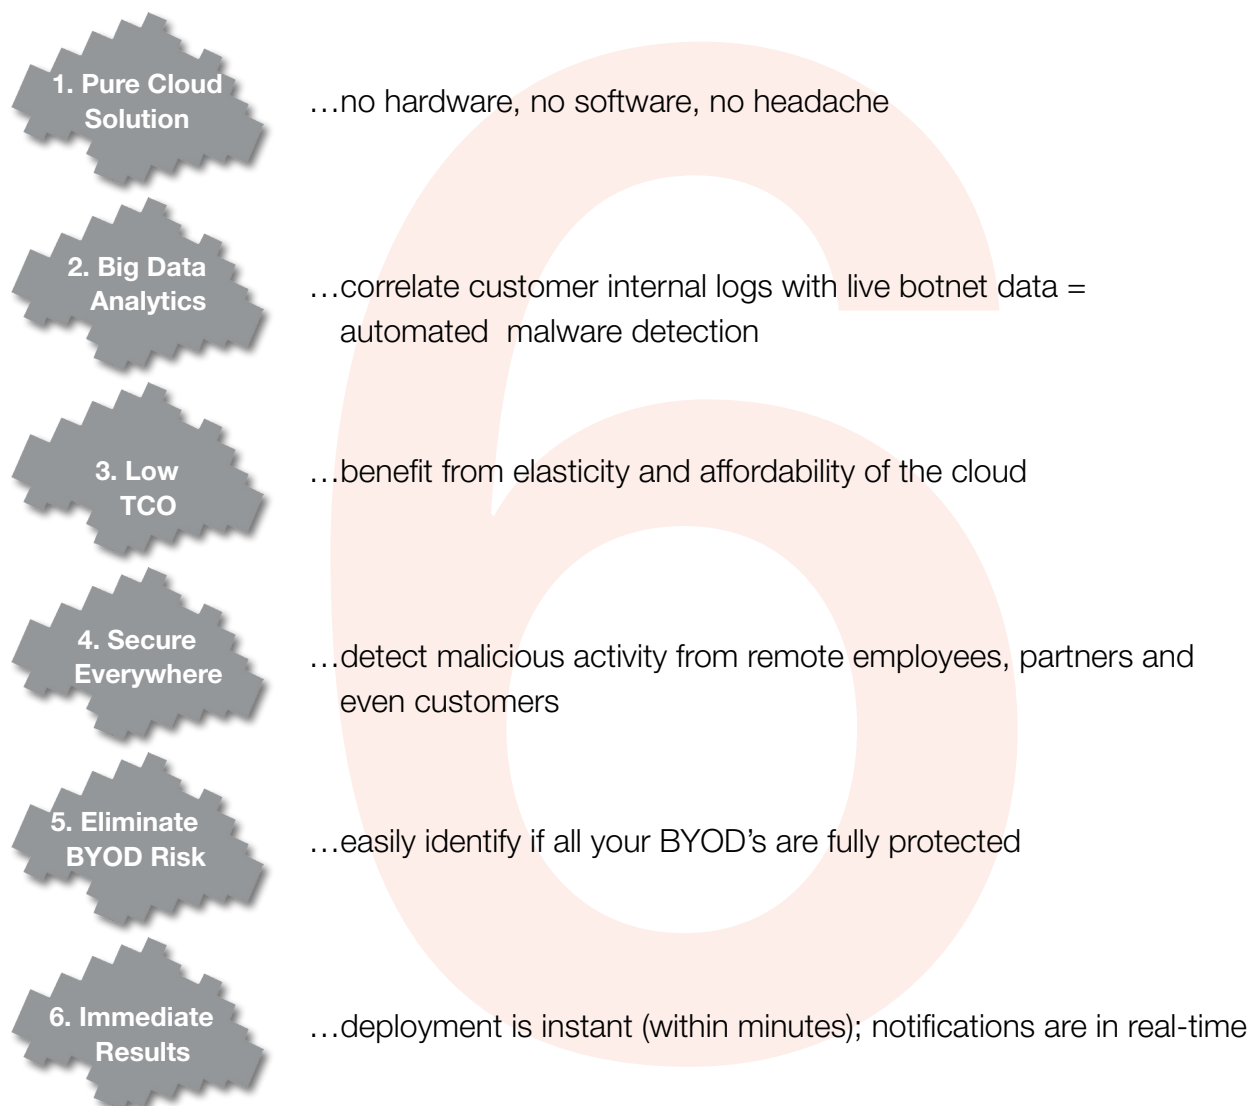 1. Pure Cloud
Solution
…no hardware, no software, no headache
2. Big Data
Analytics
…correlate customer internal logs with live botnet data =
automated  malware detection
3. Low
TCO
…benefit from elasticity and affordability of the cloud
4. Secure
Everywhere
…detect malicious activity from remote employees, partners and
even customers
5. Eliminate
BYOD Risk
…easily identify if all your BYOD’s are fully protected
6. Immediate
Results
…deployment is instant (within minutes); notifications are in real-time
6